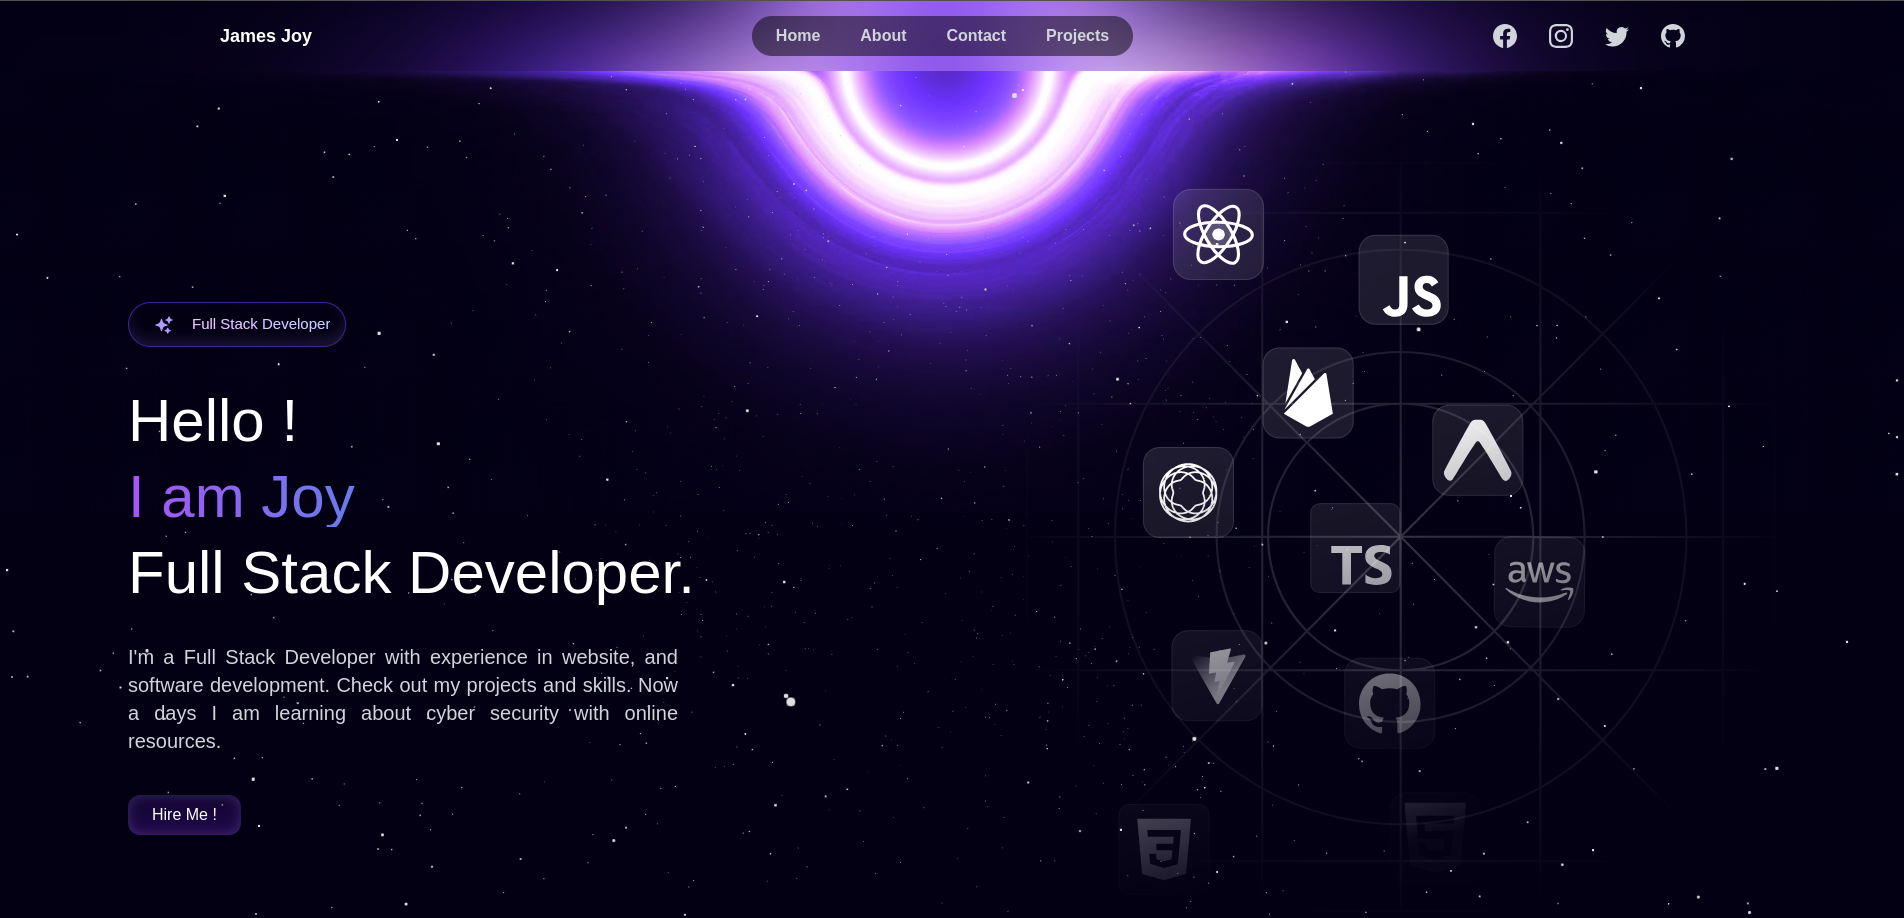 James Joy
Home About Contact Projects
Full Stack Developer
Hello !
I am Joy
Full Stack Developer.
I'm a Full Stack Developer with experience in website, and
software development. Check out my projects and skills. Now
a days I am learning about cyber security with online
resources.
Hire Me !
JS
TS
aws